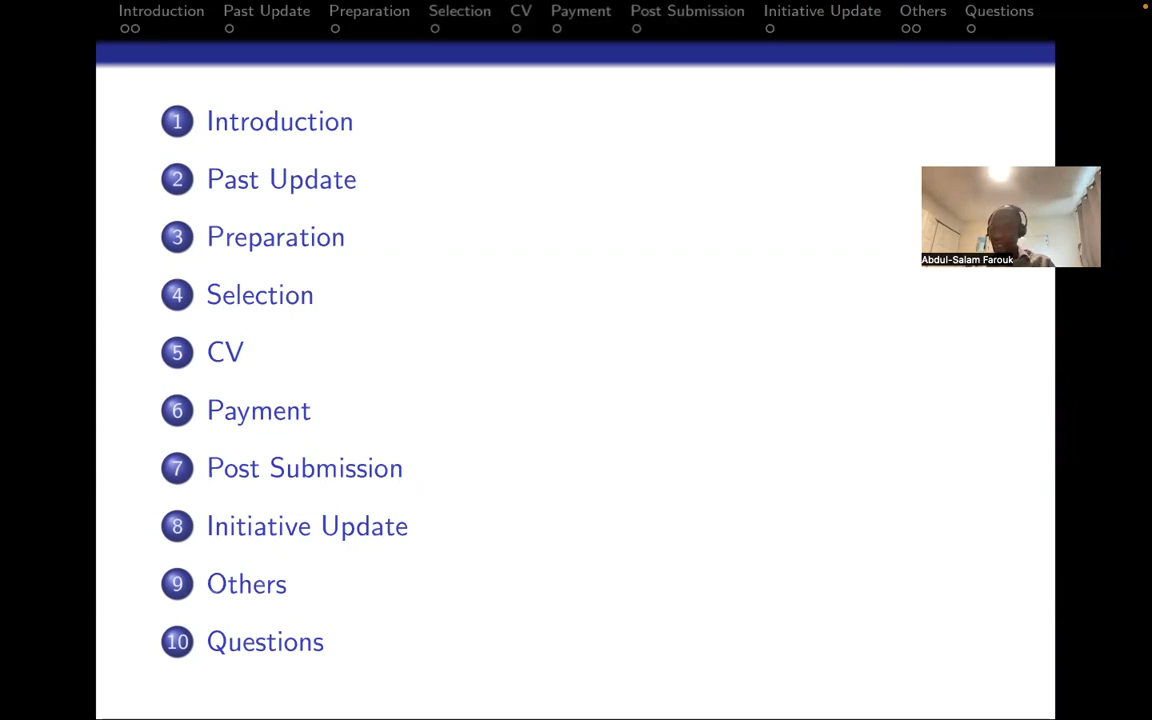 Introduction Past Update Preparation Selection CV Payment Post Submission Initiative Update Others Questions
1 Introduction
2 Past Update
3 Preparation
Abdul-Salam Farouk
4 Selection
5 CV
6 Payment
7 Post Submission
8 Initiative Update
9 Others
10 Questions